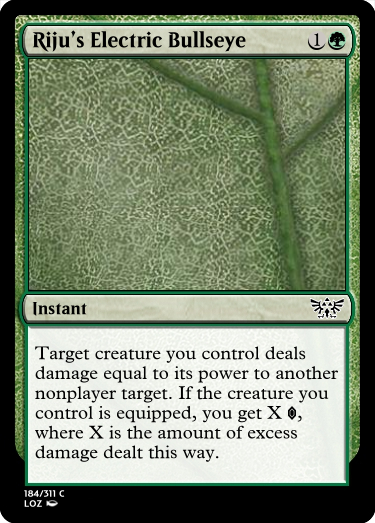 Riju's Electric Bullseye 1
Instant
Target creature you control deals
damage equal to its power to another
nonplayer target. If the creature you
control is equipped, you get X ,
where X is the amount of excess
damage dealt this way.
184/311 C
LOZ